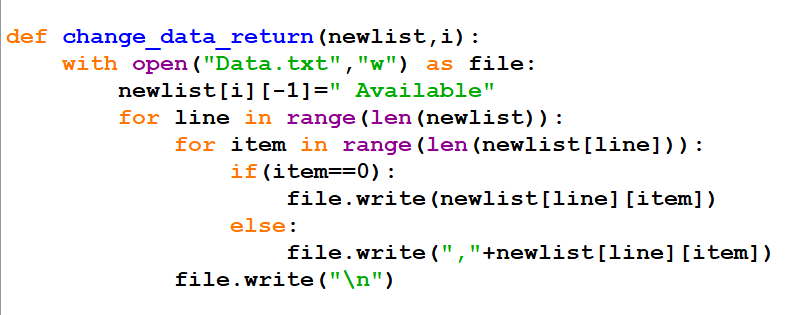 def change_data_return(newlist,i):
    with open("Data.txt","w") as file:
        newlist[i][-1]=" Available"
        for line in range(len(newlist)):
            for item in range(len(newlist[line])):
                if(item==0):
                    file.write(newlist[line][item])
                else:
                    file.write(","+newlist[line][item])
            file.write("\n")